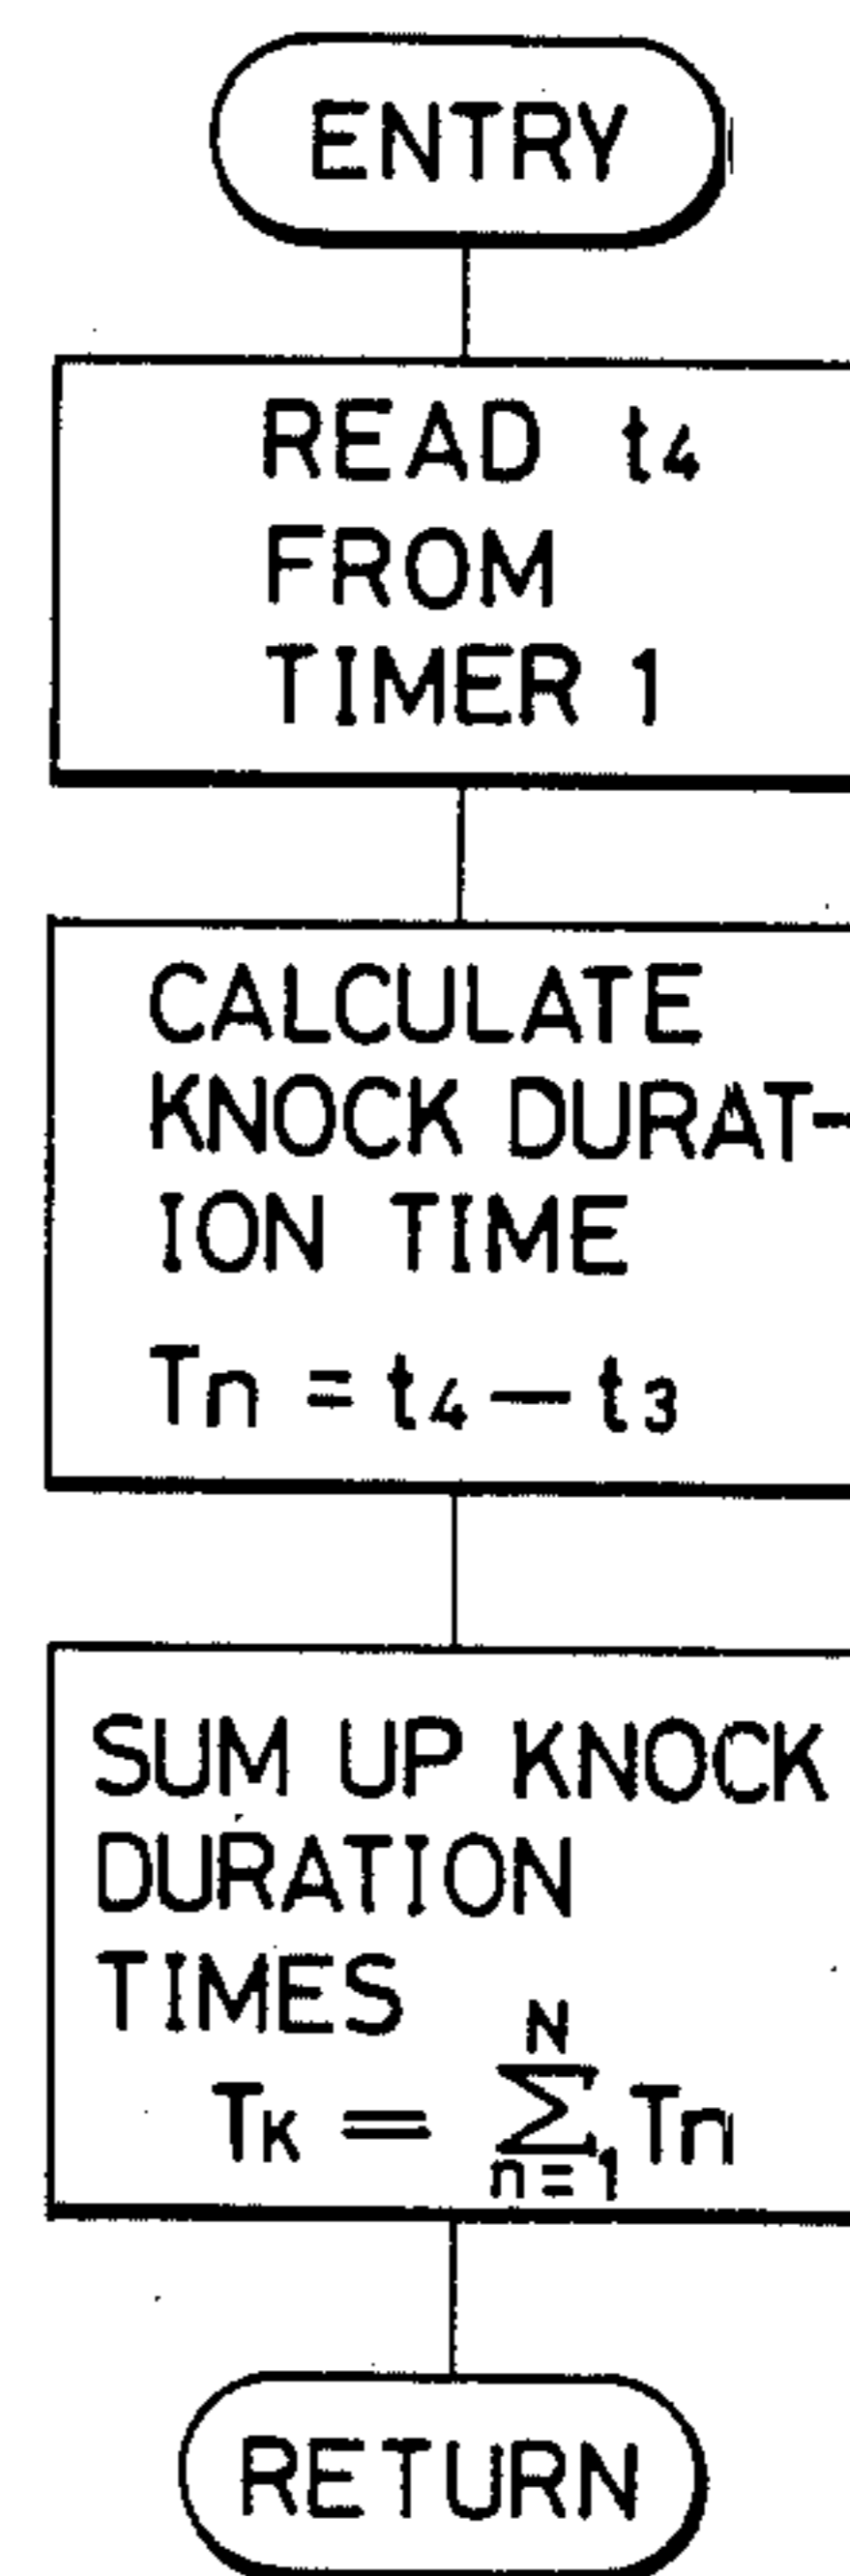 ENTRY
READ t4
FROM
TIMER 1
CALCULATE
KNOCK DURAT-
ION TIME
Tn = t4 — t3
SUM UP KNOCK
DURATION
TIMES
N
TK = ∑ Tn
n=1
RETURN